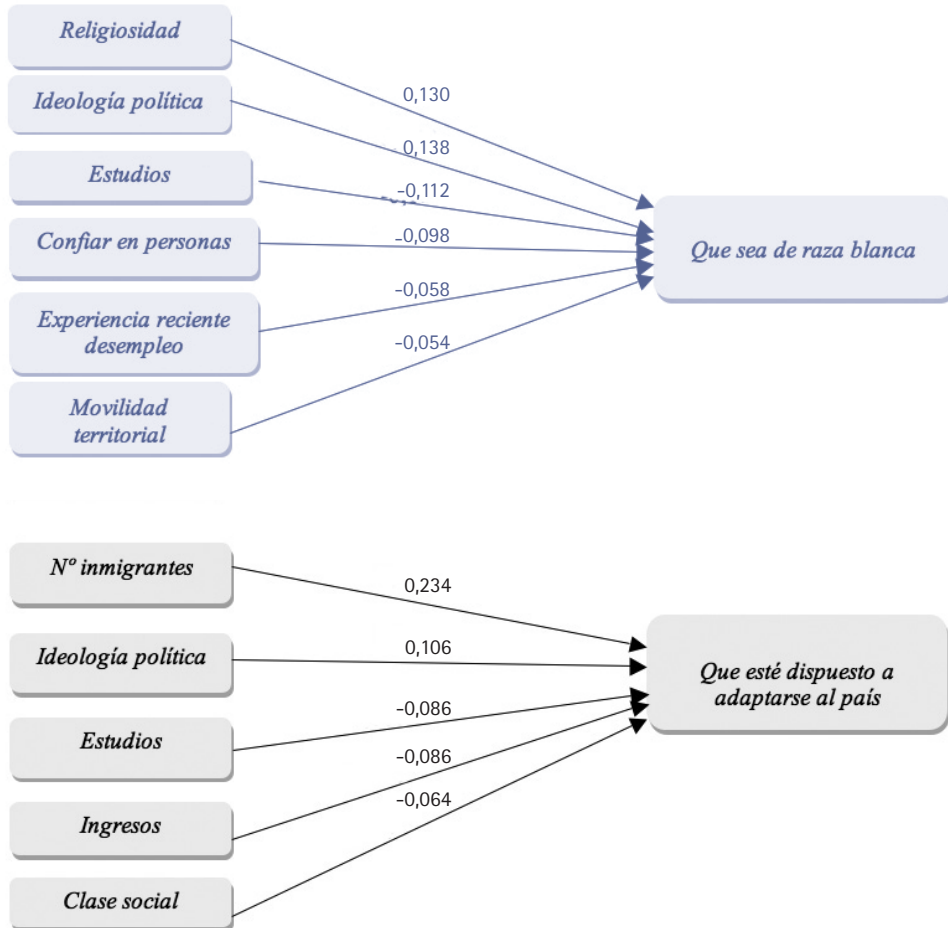 Religiosidad
0,130
Ideología política
0,138
Estudios
-0,112
Confiar en personas
-0,098
Que sea de raza blanca
Experiencia reciente
desempleo
-0,058
Movilidad
territorial
-0,054
Nº inmigrantes
0,234
Ideología política
0,106
Que esté dispuesto a
adaptarse al país
Estudios
-0,086
Ingresos
-0,086
Clase social
-0,064